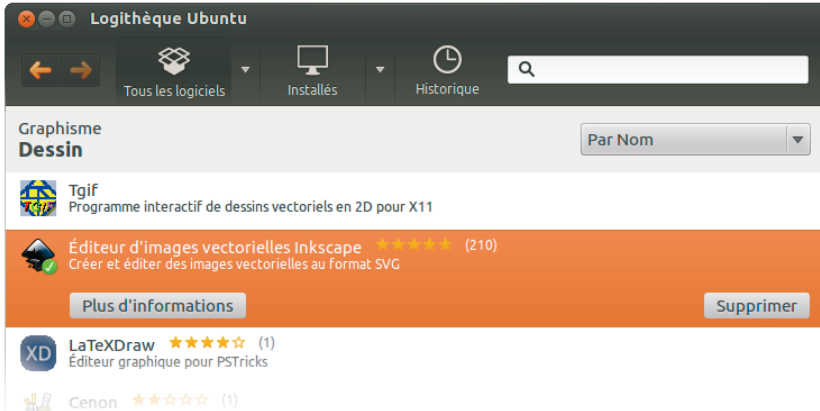 Logithèque Ubuntu
Tous les logiciels
Installés
Historique
Graphisme
Dessin
Par Nom
Tgif
Programme interactif de dessins vectoriels en 2D pour X11
Éditeur d'images vectorielles Inkscape (210)
Créer et éditer des images vectorielles au format SVG
Plus d'informations
Supprimer
XD
LaTeXDraw (1)
Éditeur graphique pour PSTricks
Cenon (1)